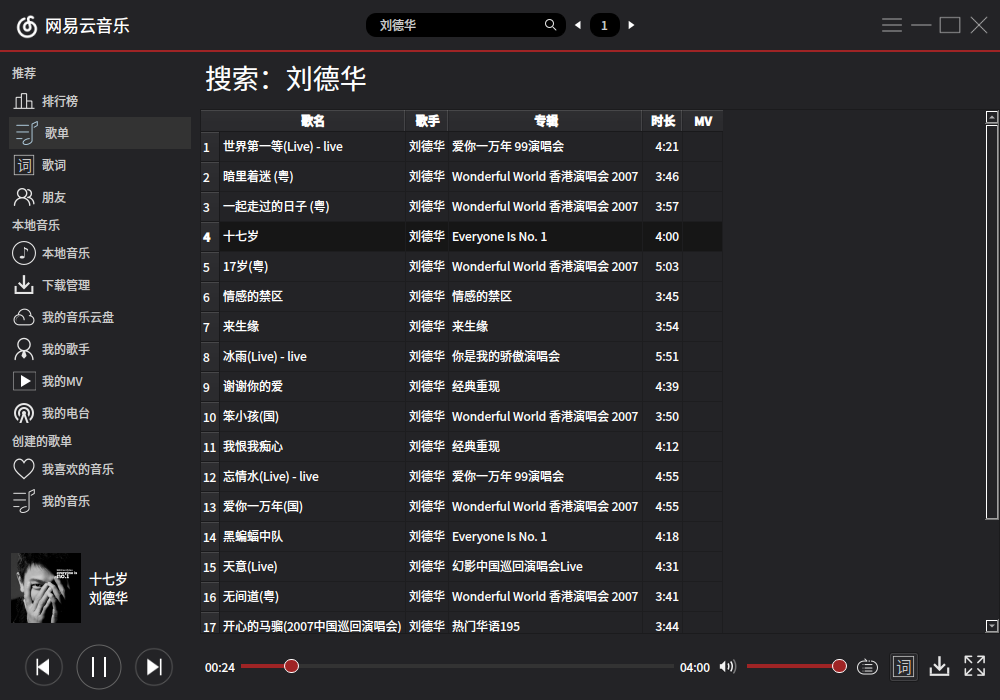 网易云音乐
刘德华
1
推荐
排行榜
歌单
歌词
朋友
本地音乐
本地音乐
下载管理
我的音乐云盘
我的歌手
我的MV
我的电台
创建的歌单
我喜欢的音乐
我的音乐
搜索：刘德华
歌名 歌手 专辑 时长 MV
1 世界第一等(Live) - live 刘德华 爱你一万年 99演唱会 4:21
2 暗里着迷 (粤) 刘德华 Wonderful World 香港演唱会 2007 3:46
3 一起走过的日子 (粤) 刘德华 Wonderful World 香港演唱会 2007 3:57
4 十七岁 刘德华 Everyone Is No. 1 4:00
5 17岁(粤) 刘德华 Wonderful World 香港演唱会 2007 5:03
6 情感的禁区 刘德华 情感的禁区 3:45
7 来生缘 刘德华 来生缘 3:54
8 冰雨(Live) - live 刘德华 你是我的骄傲演唱会 5:51
9 谢谢你的爱 刘德华 经典重现 4:39
10 笨小孩(国) 刘德华 Wonderful World 香港演唱会 2007 3:50
11 我恨我痴心 刘德华 经典重现 4:12
12 忘情水(Live) - live 刘德华 爱你一万年 99演唱会 4:55
13 爱你一万年(国) 刘德华 Wonderful World 香港演唱会 2007 4:55
14 黑蝙蝠中队 刘德华 Everyone Is No. 1 4:18
15 天意(Live) 刘德华 幻影中国巡回演唱会Live 4:31
16 无间道(粤) 刘德华 Wonderful World 香港演唱会 2007 3:41
17 开心的马骝(2007中国巡回演唱会) 刘德华 热门华语195 3:44
十七岁
刘德华
00:24
04:00
词